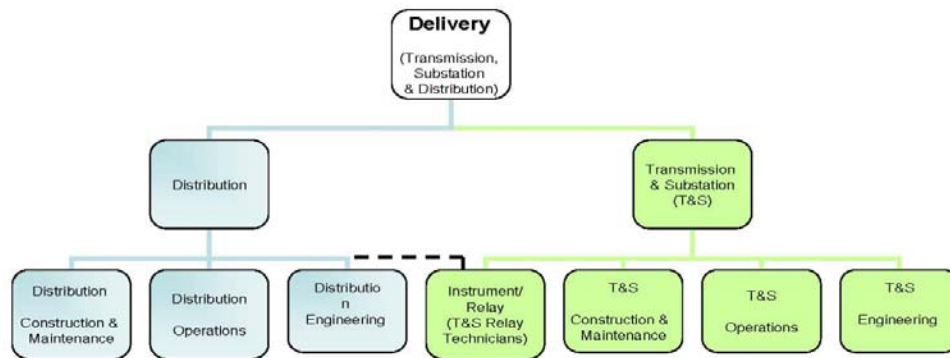 Delivery
(Transmission,
Substation
& Distribution)
Distribution
Transmission
& Substation
(T&S)
Distribution
Construction &
Maintenance
Distribution
Operations
Distributio
n
Engineering
Instrument/
Relay
(T&S Relay
Technicians)
T&S
Construction &
Maintenance
T&S
Operations
T&S
Engineering